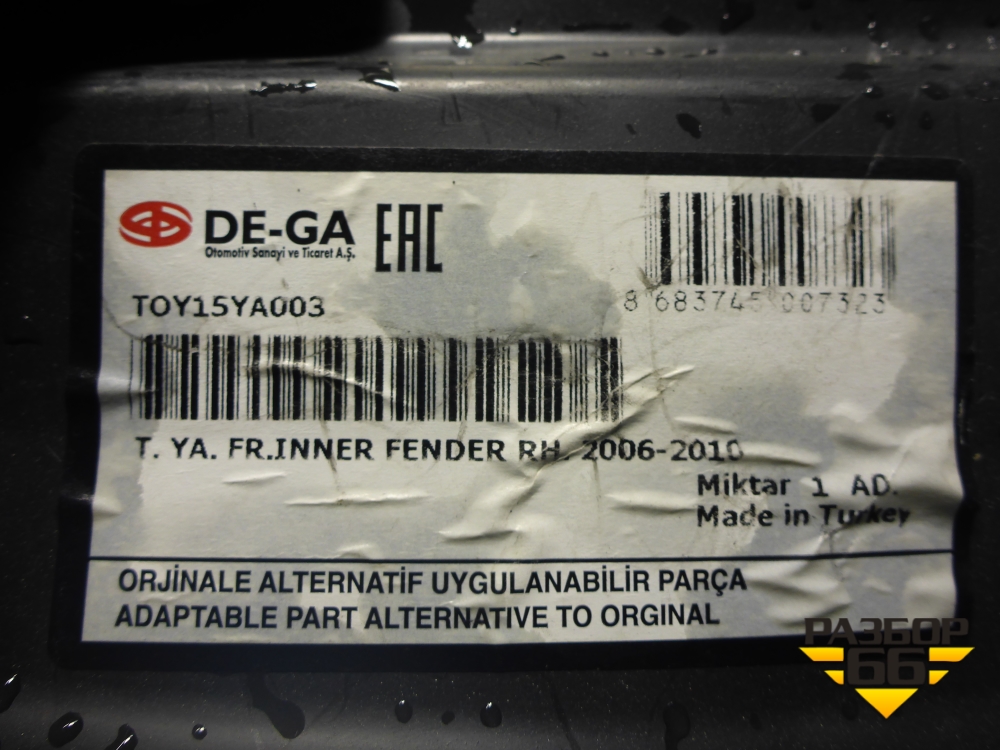 DE-GA
Otomotiv Sanayi ve Ticaret A.Ş.
EAC
TOY15YA003
8 683745 007323
T. YA. FR.INNER FENDER RH. 2006-2010
Miktar 1 AD.
Made in Turkey
ORJİNALE ALTERNATİF UYGULANABİLİR PARÇA
ADAPTABLE PART ALTERNATIVE TO ORGINAL
РАЗБОР
66